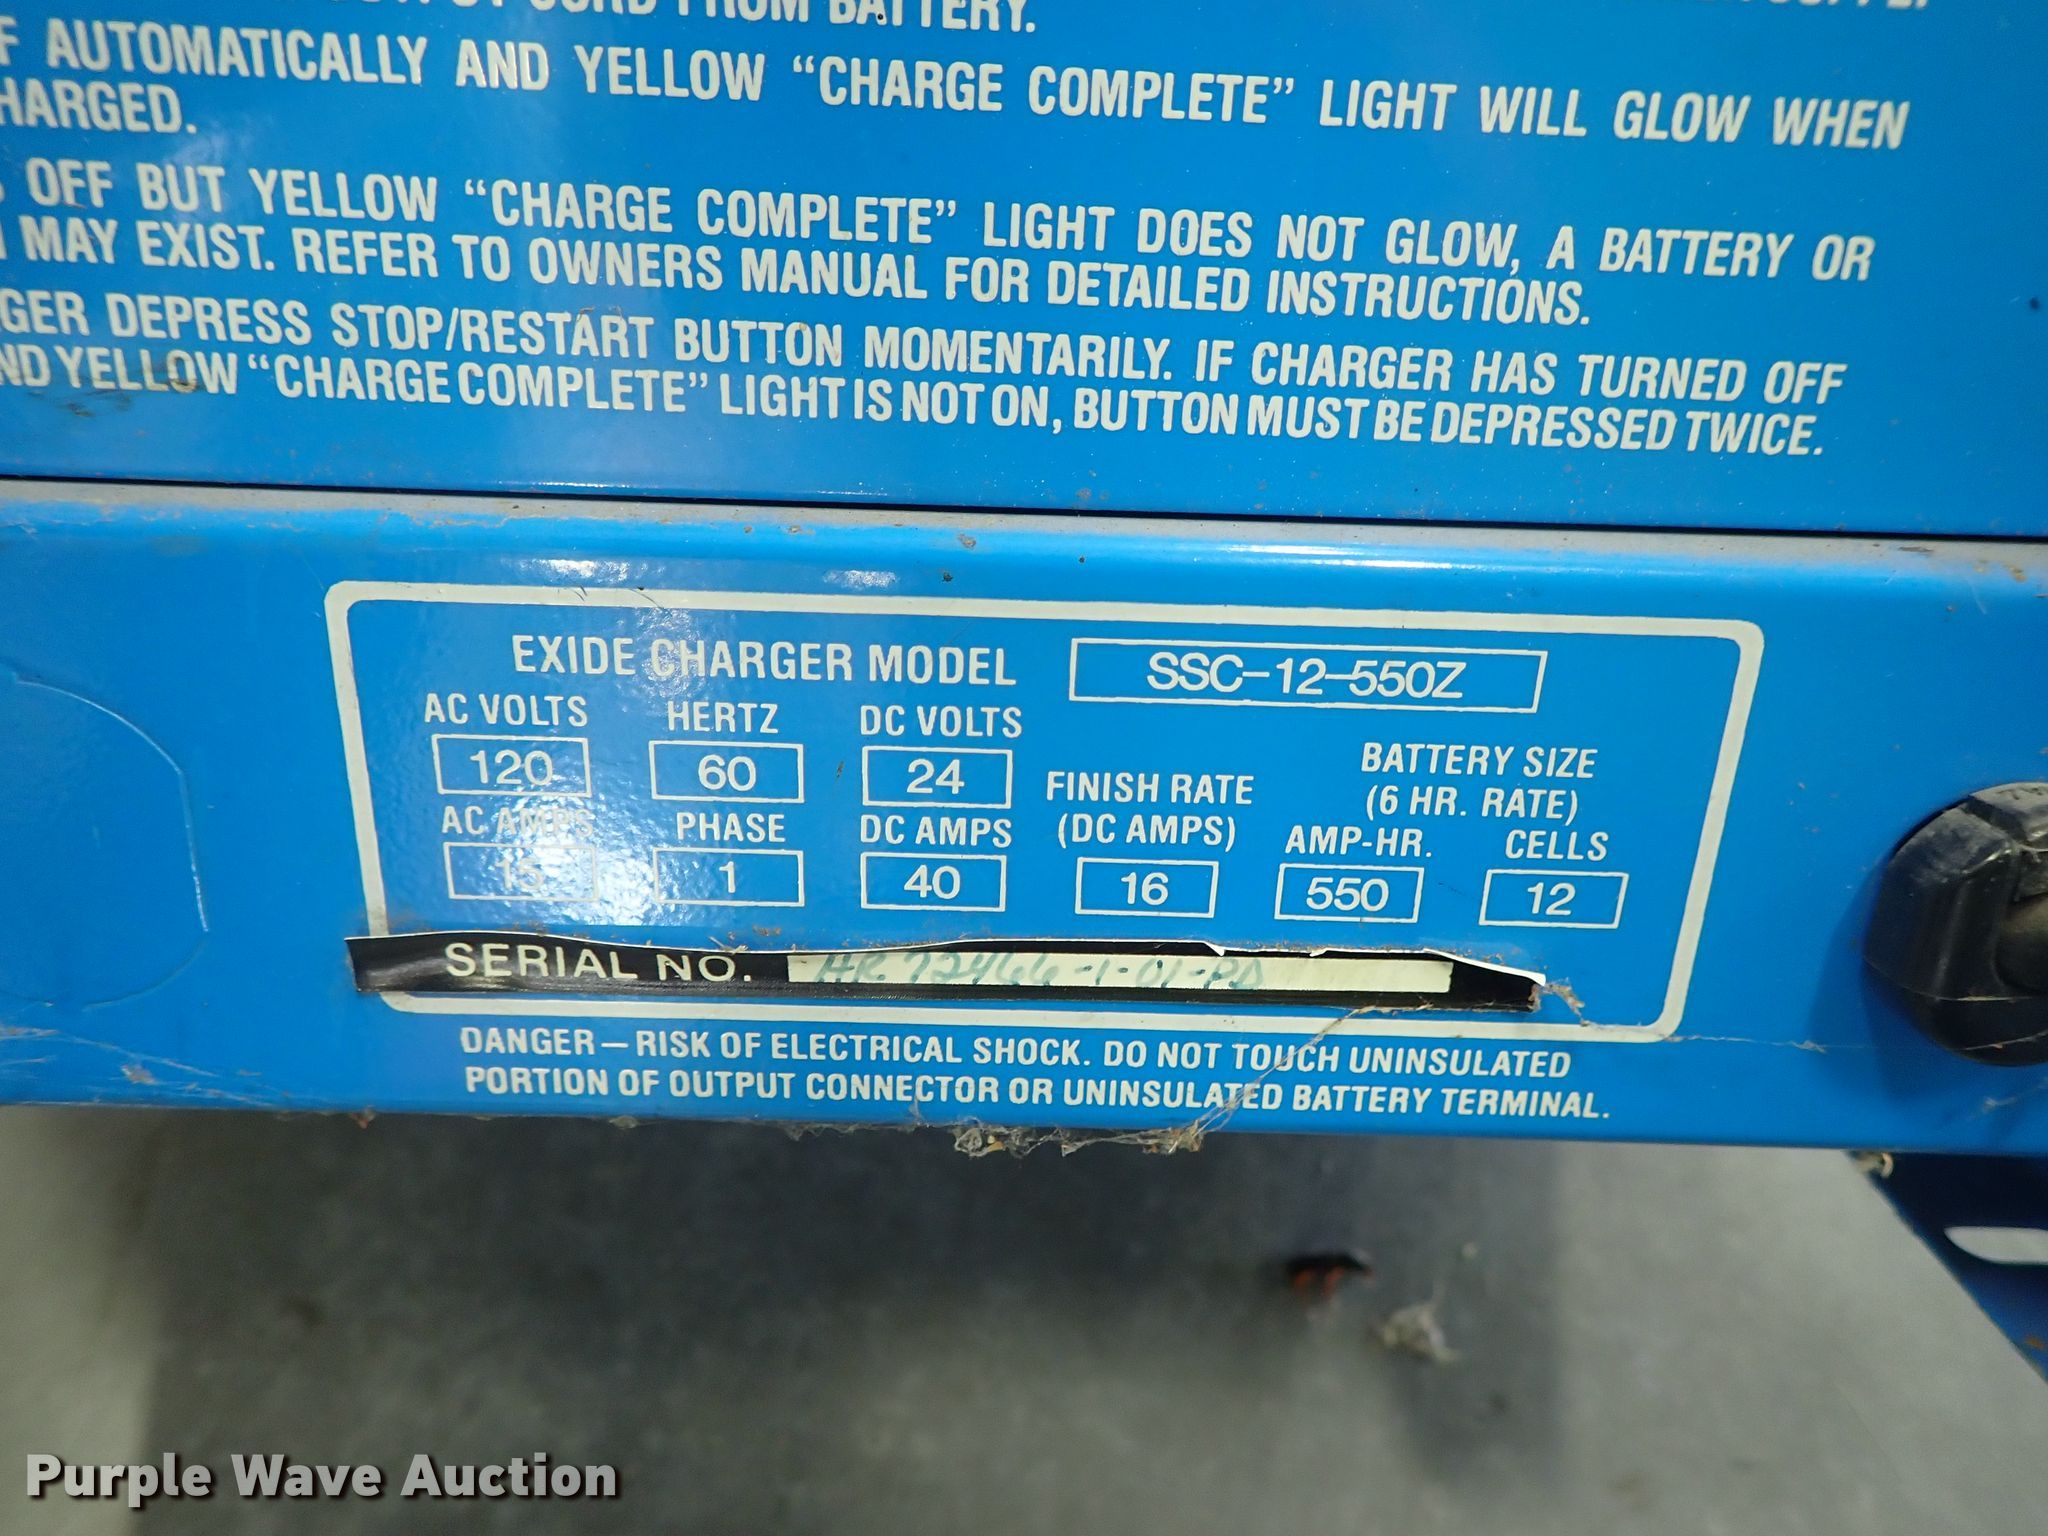 CORD FROM BATTERY.
AUTOMATICALLY AND YELLOW “CHARGE COMPLETE” LIGHT WILL GLOW WHEN
HARGED.
OFF BUT YELLOW “CHARGE COMPLETE” LIGHT DOES NOT GLOW, A BATTERY OR
MAY EXIST. REFER TO OWNERS MANUAL FOR DETAILED INSTRUCTIONS.
GER DEPRESS STOP/RESTART BUTTON MOMENTARILY. IF CHARGER HAS TURNED OFF
ND YELLOW “CHARGE COMPLETE” LIGHT IS NOT ON, BUTTON MUST BE DEPRESSED TWICE.
EXIDE CHARGER MODEL SSC-12-550Z
AC VOLTS HERTZ DC VOLTS
120 60 24
BATTERY SIZE
(6 HR. RATE)
FINISH RATE
(DC AMPS)
AC AMPS PHASE DC AMPS AMP-HR. CELLS
15 1 40 16 550 12
SERIAL NO.
DANGER — RISK OF ELECTRICAL SHOCK. DO NOT TOUCH UNINSULATED
PORTION OF OUTPUT CONNECTOR OR UNINSULATED BATTERY TERMINAL.
Purple Wave Auction